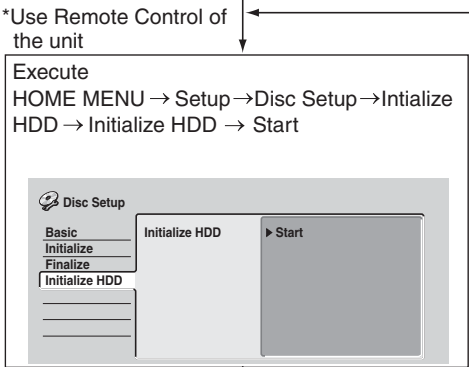 *Use Remote Control of
the unit
Execute
HOME MENU → Setup →Disc Setup →Intialize
HDD → Initialize HDD → Start
Disc Setup
Basic
Initialize
Finalize
Initialize HDD
Initialize HDD
▶ Start